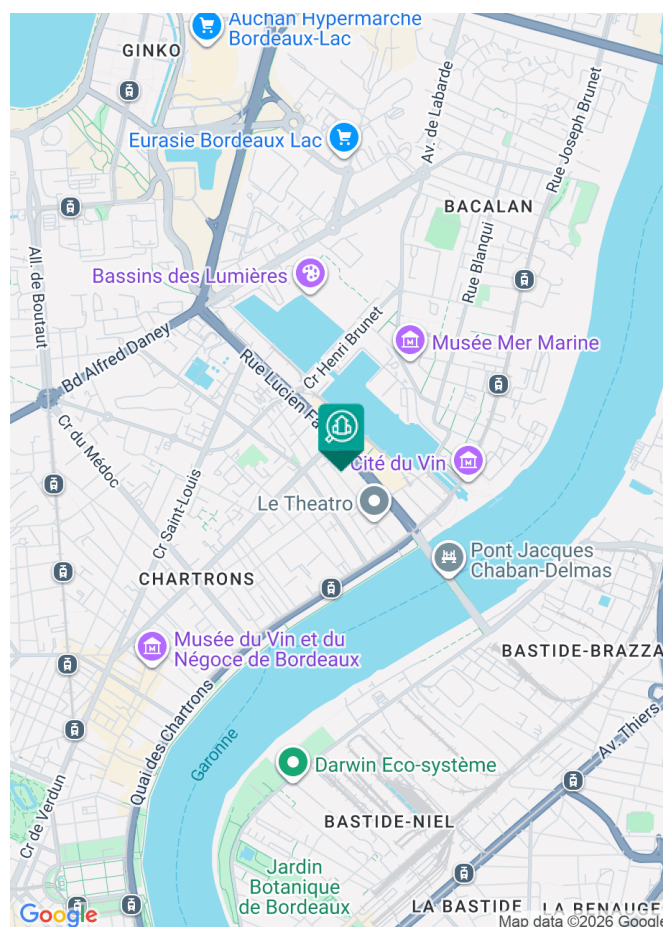 Auchan Hypermarche
Bordeaux-Lac
GINKO
Eurasie Bordeaux Lac
Av. de Labarde
Rue Joseph Brunet
BACALAN
All. de Boutaut
Bassins des Lumières
Rue Blanqui
Bd Alfred Daney
Cr Henri Brunet
Musée Mer Marine
Rue Lucien Fa
Cr du Médoc
Cité du Vin
Cr Saint-Louis
Le Theatro
Pont Jacques
Chaban-Delmas
CHARTRONS
Musée du Vin et du
Négoce de Bordeaux
BASTIDE-BRAZZA
Quai des Chartrons
Garonne
Av. Thiers
Darwin Eco-système
Cr de Verdun
BASTIDE-NIEL
Jardin
Botanique
de Bordeaux
LA BASTIDE
LA BENAUGE
Google
Map data ©2026 Google